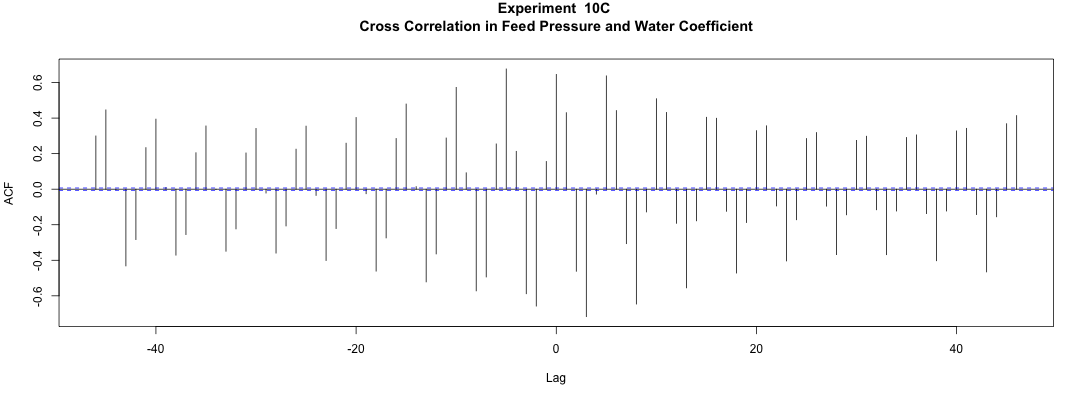 Experiment  10C
Cross Correlation in Feed Pressure and Water Coefficient
ACF
0.6
0.4
0.2
0.0
-0.2
-0.4
-0.6
-40 -20 0 20 40
Lag